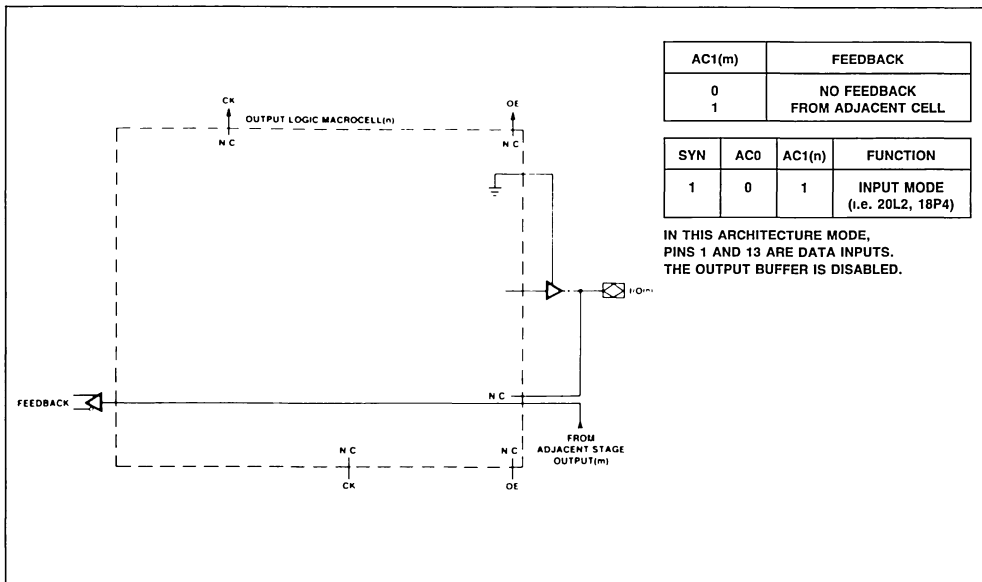 AC1(m) FEEDBACK
0 NO FEEDBACK
1 FROM ADJACENT CELL
SYN AC0 AC1(n) FUNCTION
1 0 1 INPUT MODE
(i.e. 20L2, 18P4)
IN THIS ARCHITECTURE MODE,
PINS 1 AND 13 ARE DATA INPUTS.
THE OUTPUT BUFFER IS DISABLED.
CK
OUTPUT LOGIC MACROCELL(n)
OE
N C
N C
I/O(n)
N C
FEEDBACK
FROM
ADJACENT STAGE
OUTPUT(m)
N C
N C
CK
OE